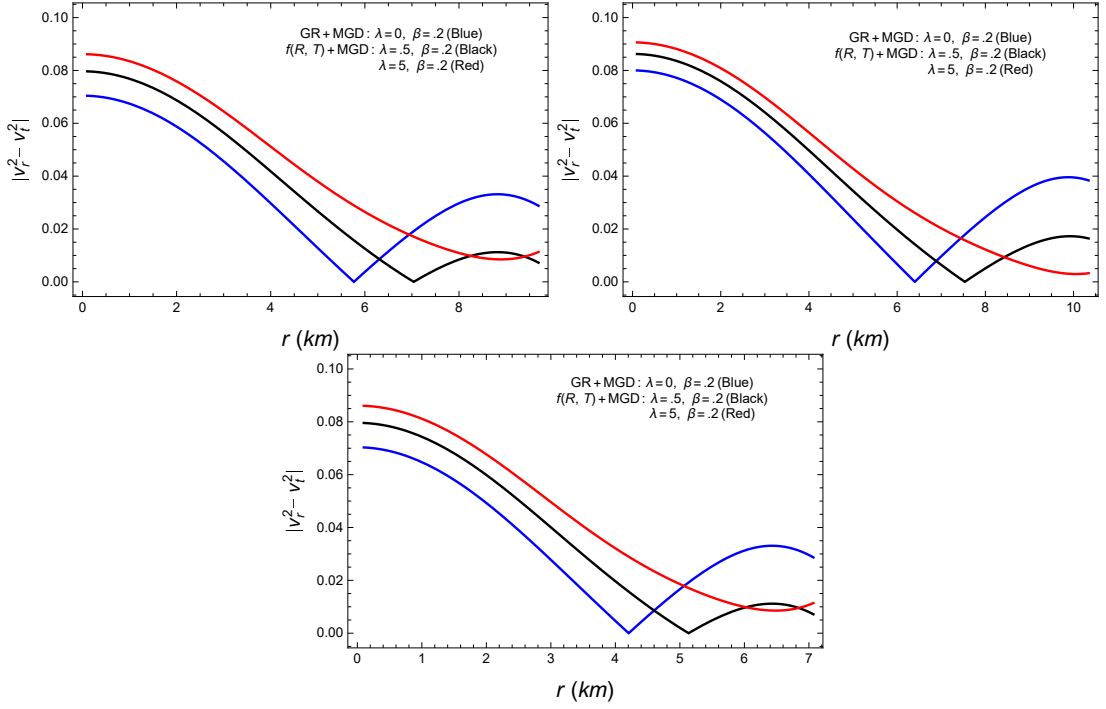 0.10
0.08
0.06
0.04
0.02
0.00
|v_r^2 − v_t^2|
GR+MGD: λ=0, β=.2 (Blue)
f(R, T)+MGD: λ=.5, β=.2 (Black)
λ=5, β=.2 (Red)
0 2 4 6 8
r (km)
0.10
0.08
0.06
0.04
0.02
0.00
|v_r^2 − v_t^2|
GR+MGD: λ=0, β=.2 (Blue)
f(R, T)+MGD: λ=.5, β=.2 (Black)
λ=5, β=.2 (Red)
0 2 4 6 8 10
r (km)
0.10
0.08
0.06
0.04
0.02
0.00
|v_r^2 − v_t^2|
GR+MGD: λ=0, β=.2 (Blue)
f(R, T)+MGD: λ=.5, β=.2 (Black)
λ=5, β=.2 (Red)
0 1 2 3 4 5 6 7
r (km)